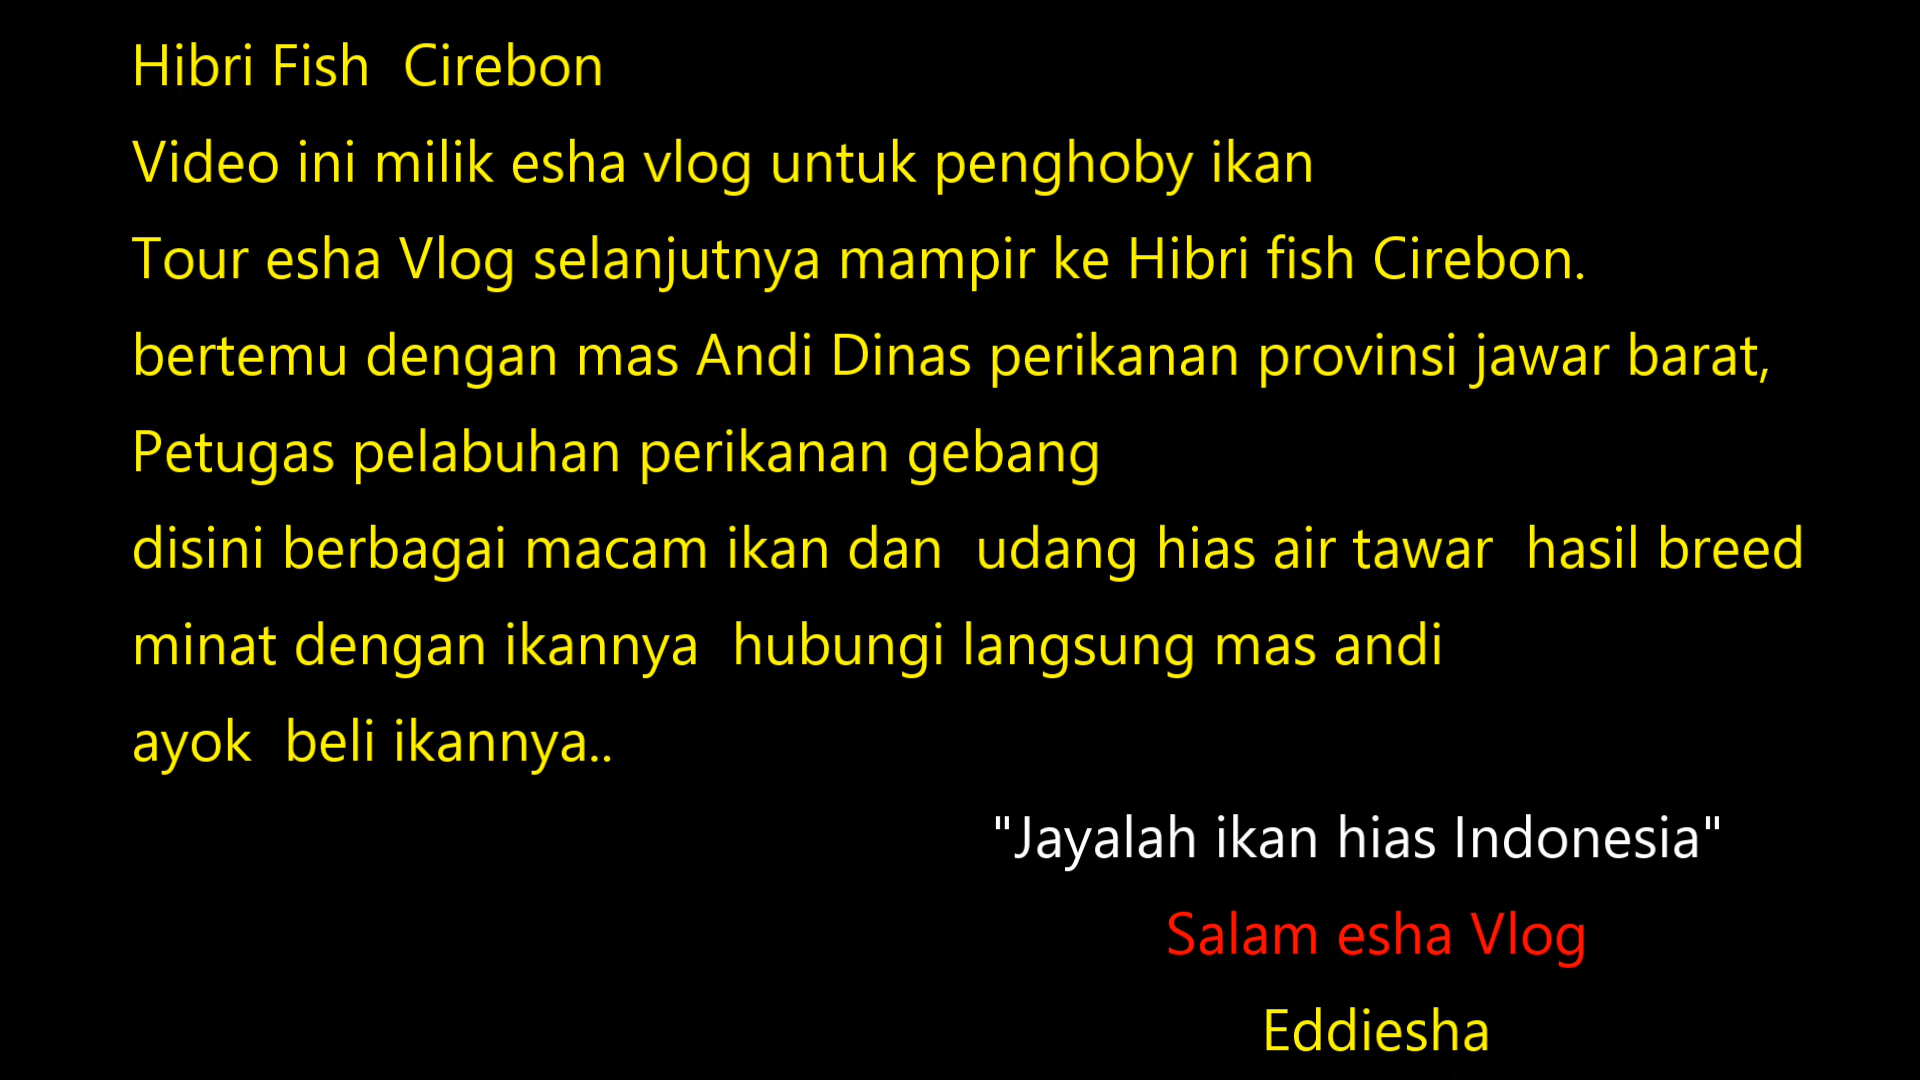 Hibri Fish  Cirebon
Video ini milik esha vlog untuk penghoby ikan
Tour esha Vlog selanjutnya mampir ke Hibri fish Cirebon.
bertemu dengan mas Andi Dinas perikanan provinsi jawar barat,
Petugas pelabuhan perikanan gebang
disini berbagai macam ikan dan  udang hias air tawar  hasil breed
minat dengan ikannya  hubungi langsung mas andi
ayok  beli ikannya..
"Jayalah ikan hias Indonesia"
Salam esha Vlog
Eddiesha